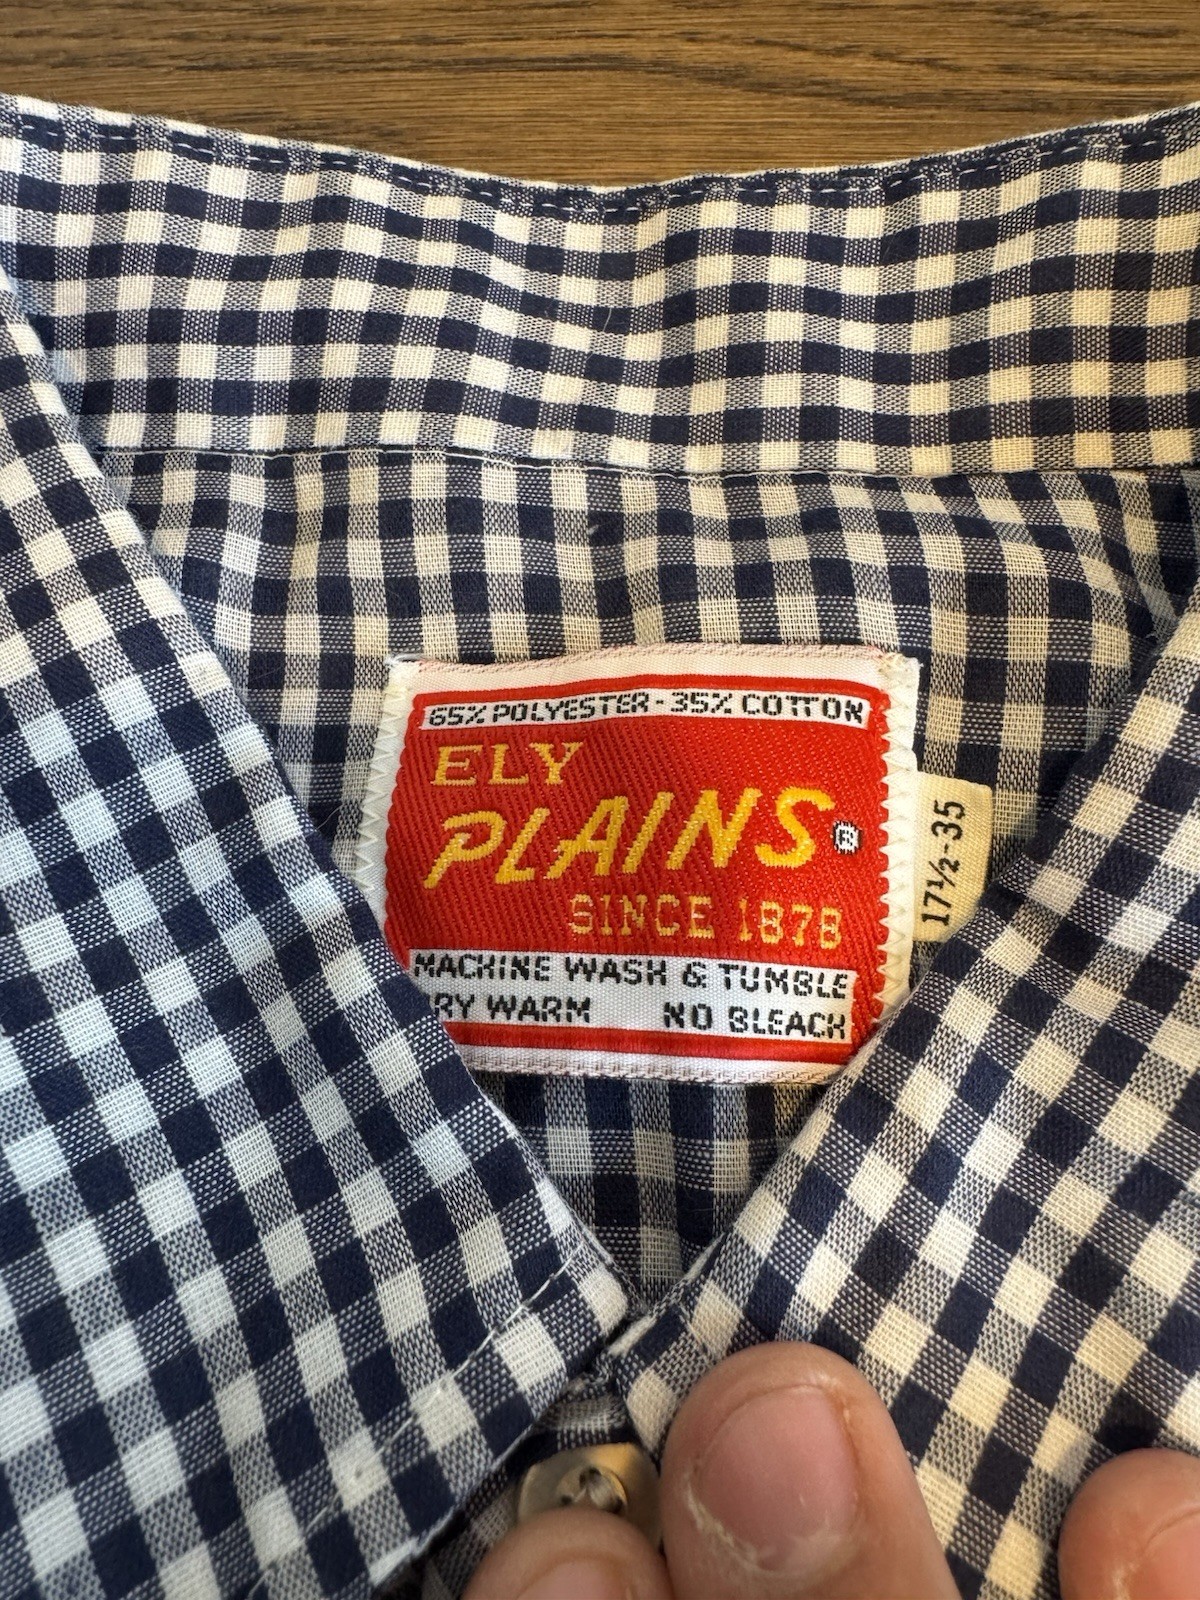 65% POLYESTER - 35% COTTON
ELY
PLAINS®
SINCE 1878
MACHINE WASH & TUMBLE
RY WARM NO BLEACH
17½-35